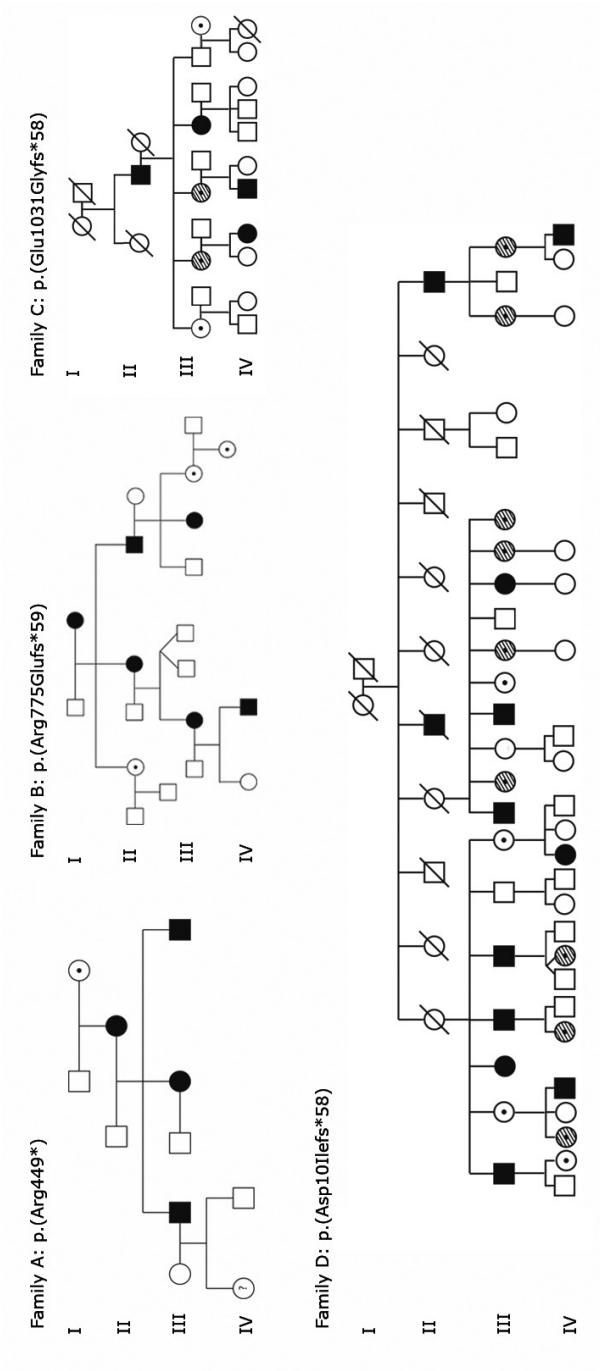 Family A: p.(Arg449*)
I
II
III
IV
?
Family B: p.(Arg775Glufs*59)
I
II
III
IV
Family C: p.(Glu1031Glyfs*58)
I
II
III
IV
Family D: p.(Asp10Ilefs*58)
I
II
III
IV